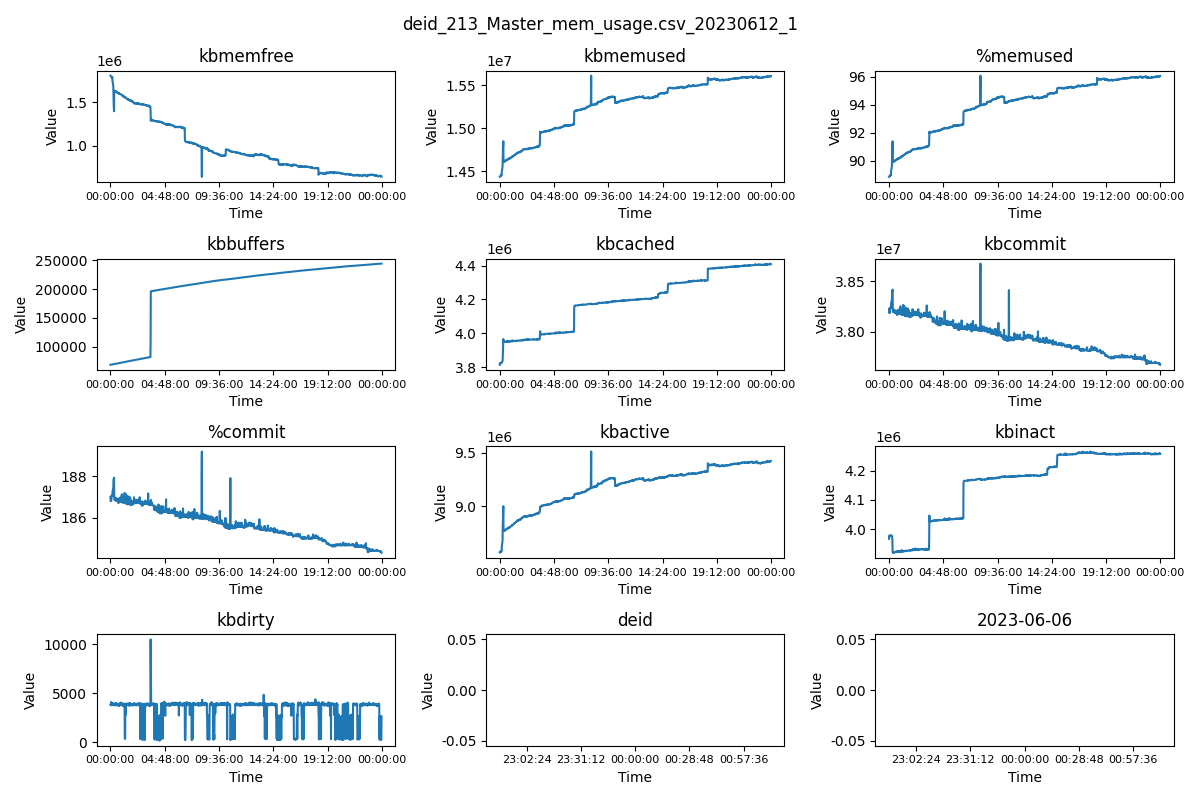 deid_213_Master_mem_usage.csv_20230612_1
kbmemfree
1e6
1.5
1.0
Value
00:00:00 04:48:00 09:36:00 14:24:00 19:12:00 00:00:00
Time
kbmemused
1e7
1.55
1.50
1.45
Value
00:00:00 04:48:00 09:36:00 14:24:00 19:12:00 00:00:00
Time
%memused
96
94
92
90
Value
00:00:00 04:48:00 09:36:00 14:24:00 19:12:00 00:00:00
Time
kbbuffers
250000
200000
150000
100000
Value
00:00:00 04:48:00 09:36:00 14:24:00 19:12:00 00:00:00
Time
kbcached
1e6
4.4
4.2
4.0
3.8
Value
00:00:00 04:48:00 09:36:00 14:24:00 19:12:00 00:00:00
Time
kbcommit
1e7
3.85
3.80
Value
00:00:00 04:48:00 09:36:00 14:24:00 19:12:00 00:00:00
Time
%commit
188
186
Value
00:00:00 04:48:00 09:36:00 14:24:00 19:12:00 00:00:00
Time
kbactive
1e6
9.5
9.0
Value
00:00:00 04:48:00 09:36:00 14:24:00 19:12:00 00:00:00
Time
kbinact
1e6
4.2
4.1
4.0
Value
00:00:00 04:48:00 09:36:00 14:24:00 19:12:00 00:00:00
Time
kbdirty
10000
5000
0
Value
00:00:00 04:48:00 09:36:00 14:24:00 19:12:00 00:00:00
Time
deid
0.05
0.00
-0.05
Value
23:02:24 23:31:12 00:00:00 00:28:48 00:57:36
Time
2023-06-06
0.05
0.00
-0.05
Value
23:02:24 23:31:12 00:00:00 00:28:48 00:57:36
Time